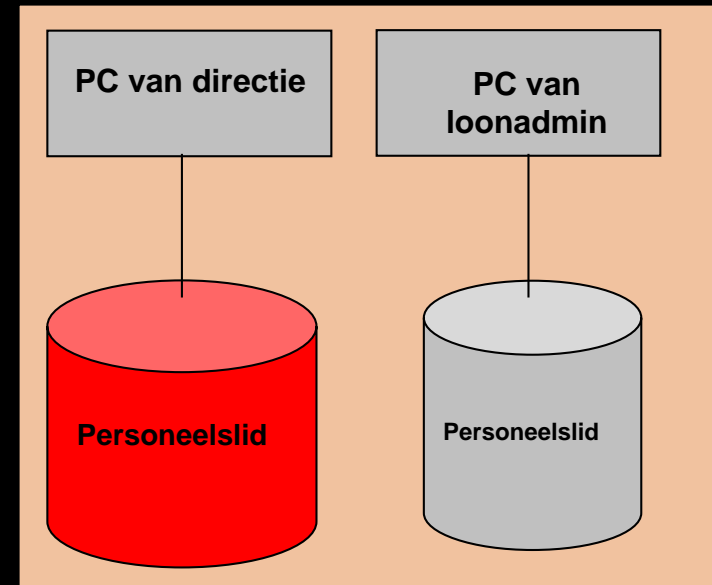 PC van directie
PC van
loonadmin
Personeelslid
Personeelslid